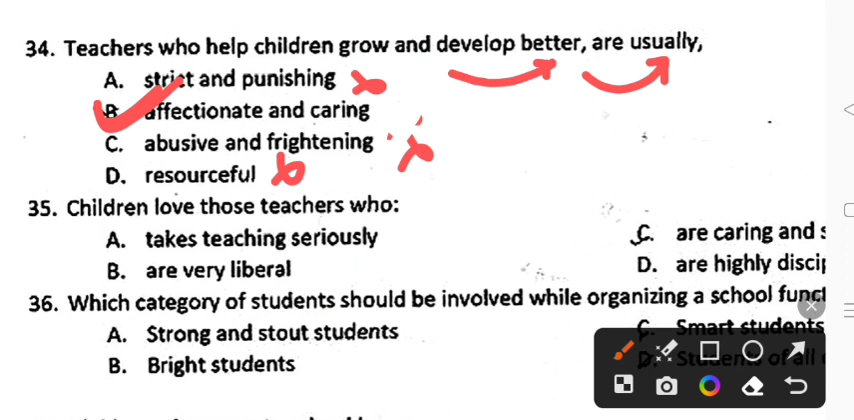 34. Teachers who help children grow and develop better, are usually,
A. strict and punishing
B. affectionate and caring
C. abusive and frightening
D. resourceful
35. Children love those teachers who:
A. takes teaching seriously
C. are caring and
B. are very liberal
D. are highly
36. Which category of students should be involved while organizing a school
A. Strong and stout students
C. Smart students
B. Bright students
D. Students of all